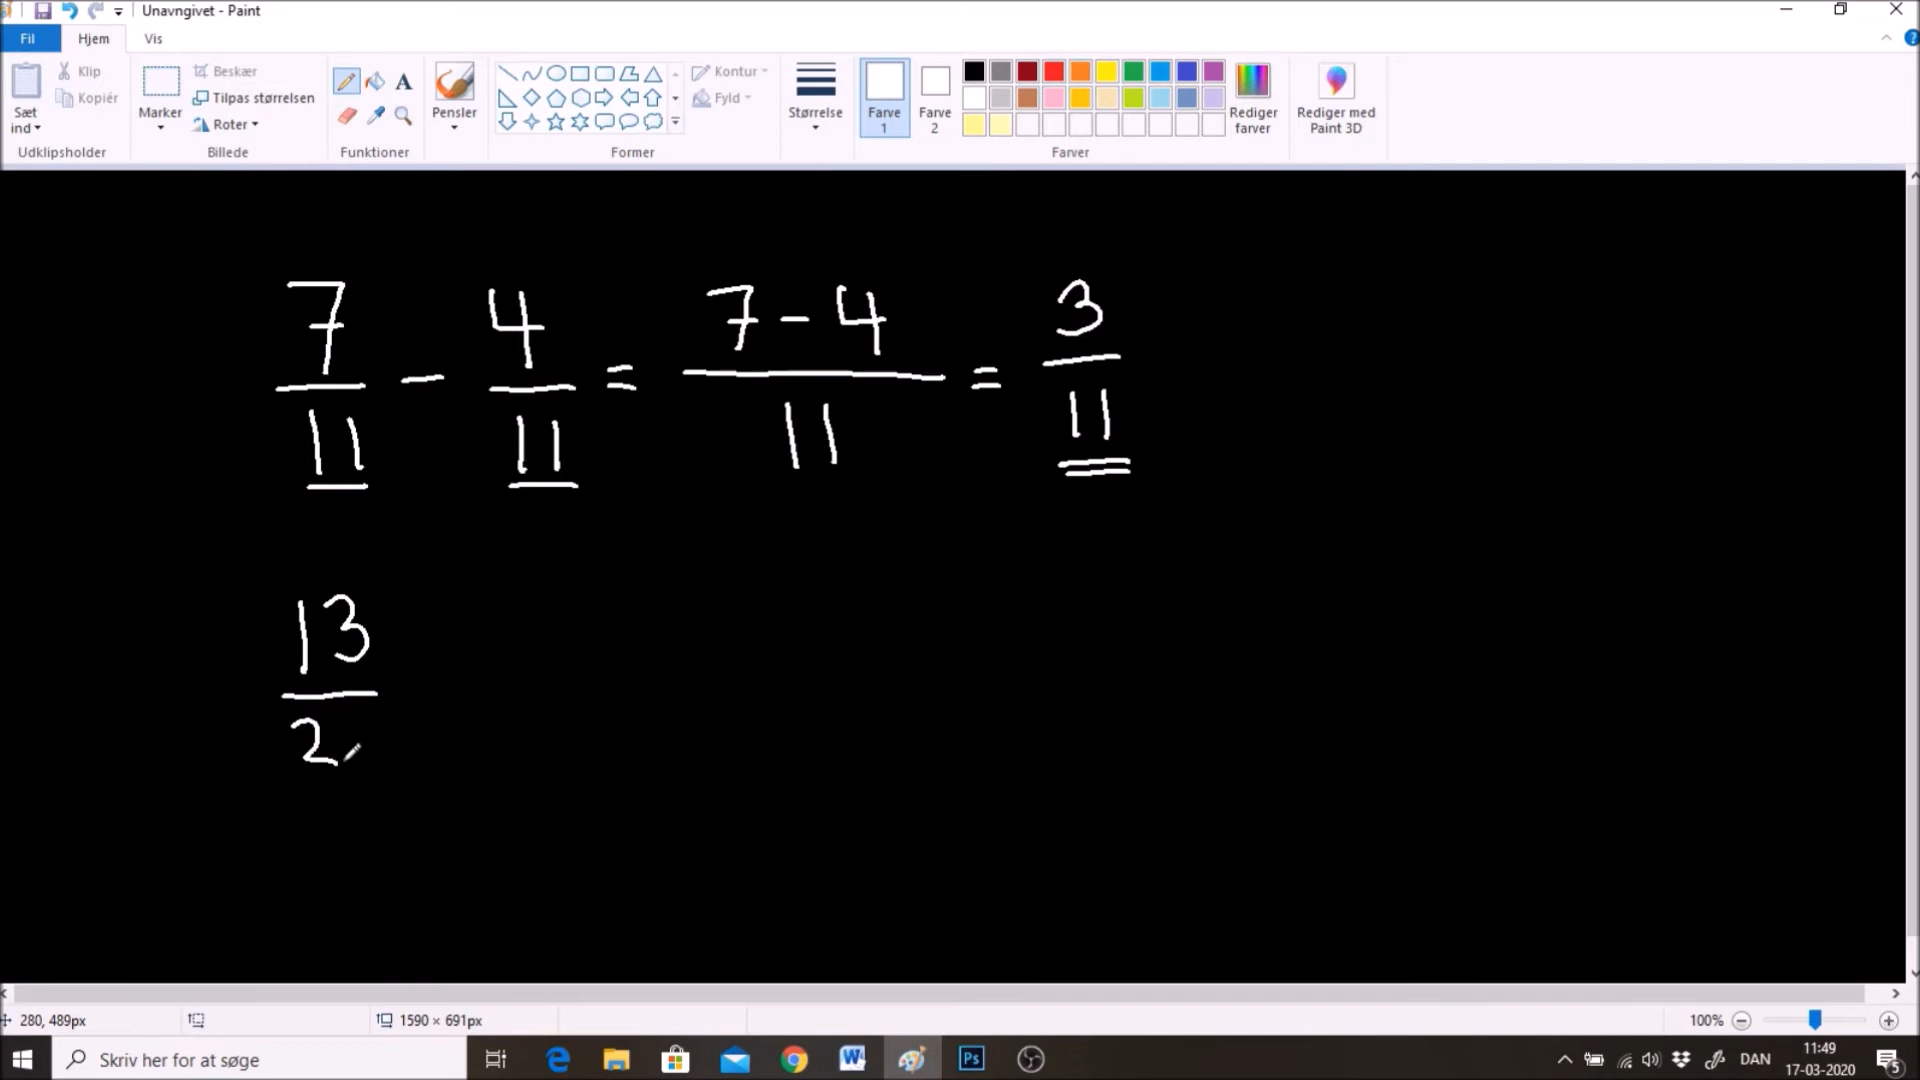 Unavngivet - Paint
Fil Hjem Vis
Sæt ind
Klip
Kopiér
Udklipsholder
Marker
Beskær
Tilpas størrelsen
Roter
Billede
A
Funktioner
Pensler
Former
Kontur
Fyld
Størrelse
Farve 1
Farve 2
Farver
Rediger farver
Rediger med Paint 3D
7/11 - 4/11 = 7-4/11 = 3/11
13/2
280, 489px
1590 × 691px
100%
Skriv her for at søge
W
Ps
DAN
11:49
17-03-2020
5